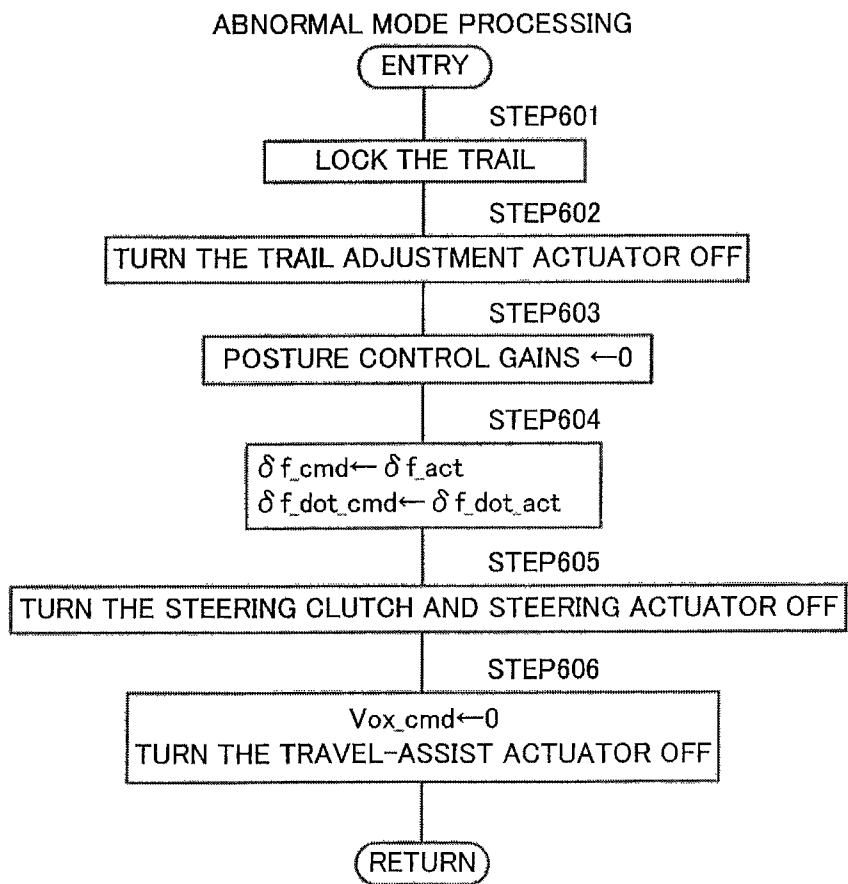 ABNORMAL MODE PROCESSING
ENTRY
STEP601
LOCK THE TRAIL
STEP602
TURN THE TRAIL ADJUSTMENT ACTUATOR OFF
STEP603
POSTURE CONTROL GAINS ←0
STEP604
δf_cmd← δf_act
δf_dot_cmd← δf_dot_act
STEP605
TURN THE STEERING CLUTCH AND STEERING ACTUATOR OFF
STEP606
Vox_cmd←0
TURN THE TRAVEL-ASSIST ACTUATOR OFF
RETURN